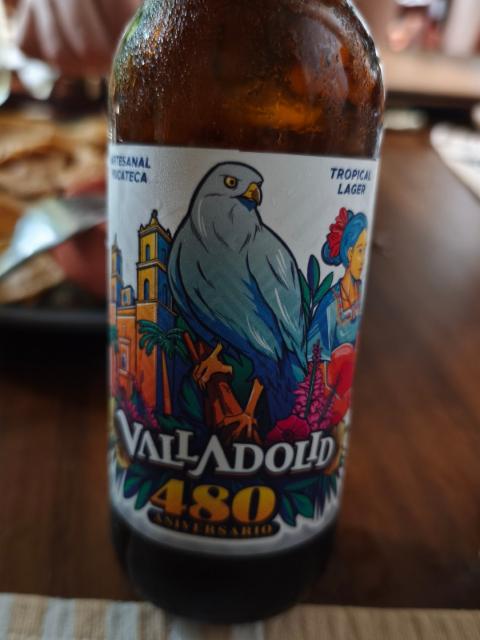 ARTESANAL
YUCATECA
TROPICAL
LAGER
VALLADOLID
480
ANIVERSARIO